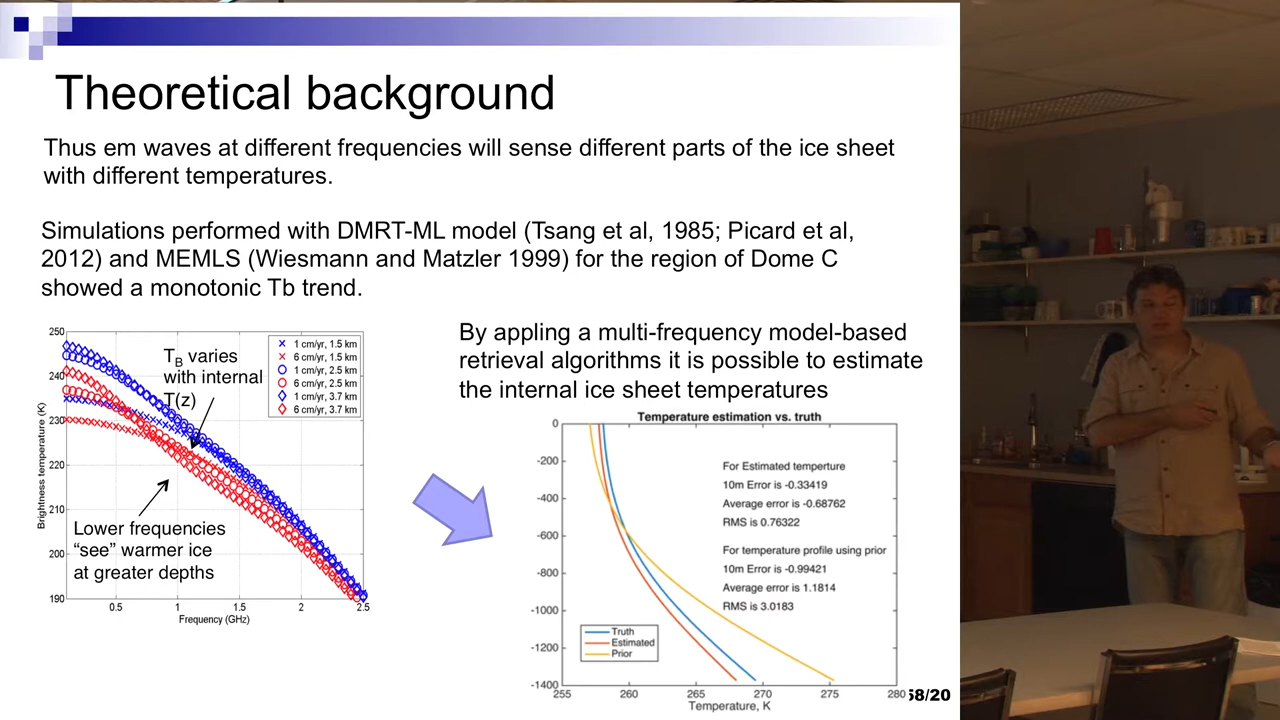 Theoretical background
Thus em waves at different frequencies will sense different parts of the ice sheet
with different temperatures.
Simulations performed with DMRT-ML model (Tsang et al, 1985; Picard et al,
2012) and MEMLS (Wiesmann and Matzler 1999) for the region of Dome C
showed a monotonic Tb trend.
250
240
230
220
210
200
190
0.5
1
1.5
2
2.5
Brightness temperature (K)
Frequency (GHz)
TB varies
with internal
T(z)
1 cm/yr, 1.5 km
6 cm/yr, 1.5 km
1 cm/yr, 2.5 km
6 cm/yr, 2.5 km
1 cm/yr, 3.7 km
6 cm/yr, 3.7 km
Lower frequencies
“see” warmer ice
at greater depths
By appling a multi-frequency model-based
retrieval algorithms it is possible to estimate
the internal ice sheet temperatures
Temperature estimation vs. truth
0
-200
-400
-600
-800
-1000
-1200
-1400
255
260
265
270
275
280
Temperature, K
For Estimated temperture
10m Error is -0.33419
Average error is -0.68762
RMS is 0.76322
For temperature profile using prior
10m Error is -0.99421
Average error is 1.1814
RMS is 3.0183
Truth
Estimated
Prior
58/20